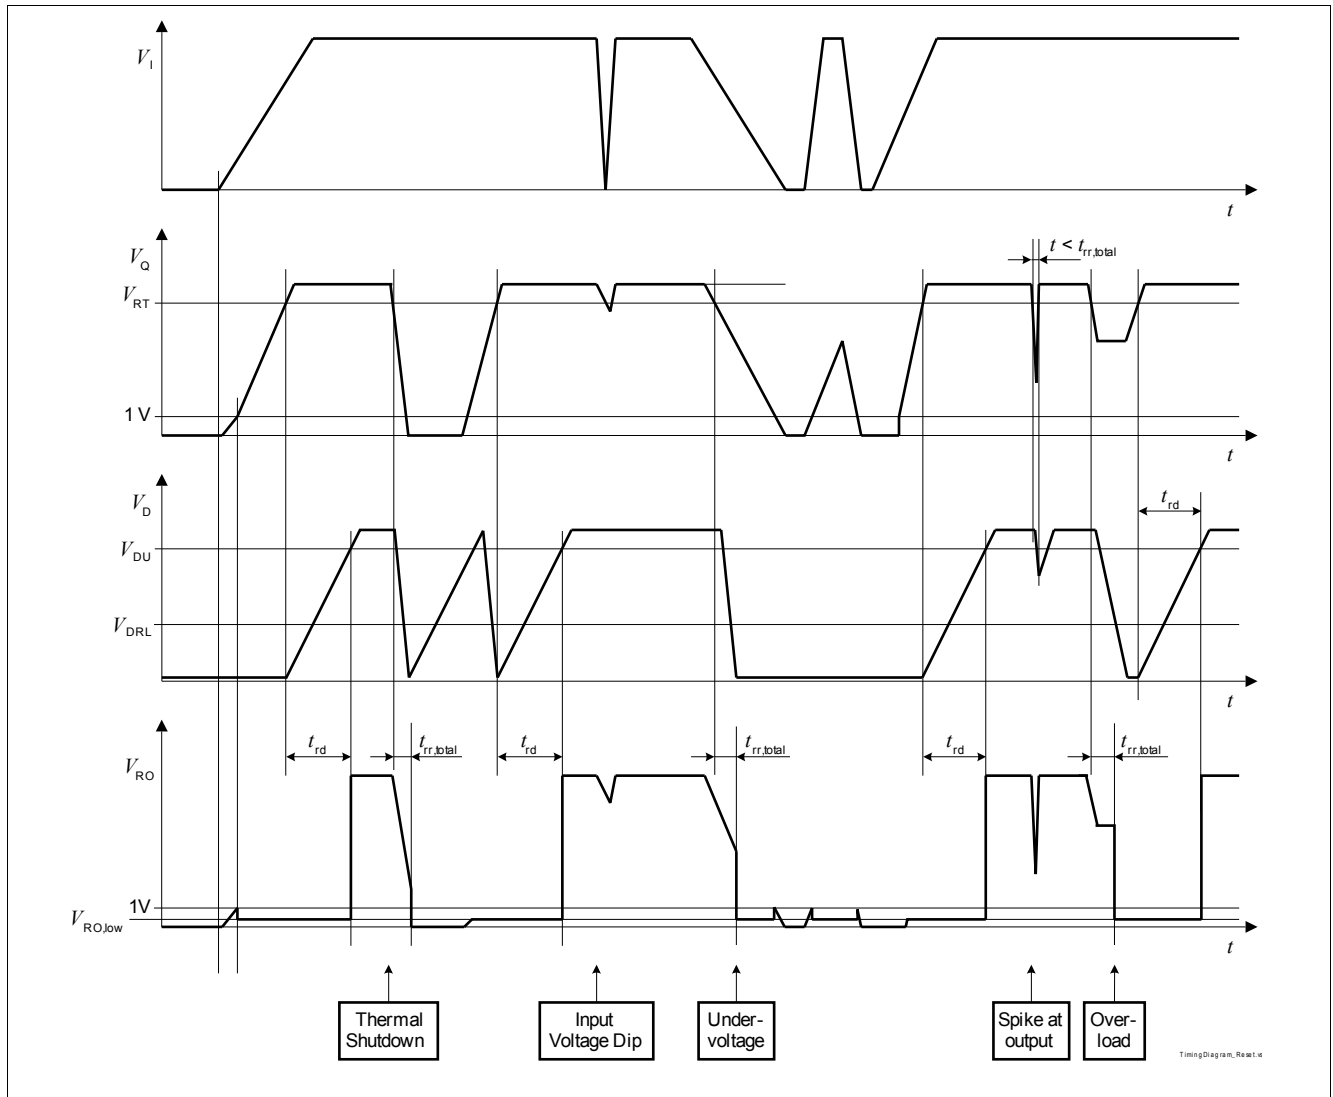 V_I
t
V_Q
t < t_rr,total
V_RT
1 V
t
V_D
t_rd
V_DU
V_DRL
t
t_rd
t_rr,total
t_rd
t_rr,total
t_rd
t_rr,total
V_RO
1V
V_RO,low
t
Thermal
Shutdown
Input
Voltage Dip
Under-
voltage
Spike at
output
Over-
load
TimingDiagram_Reset.vs